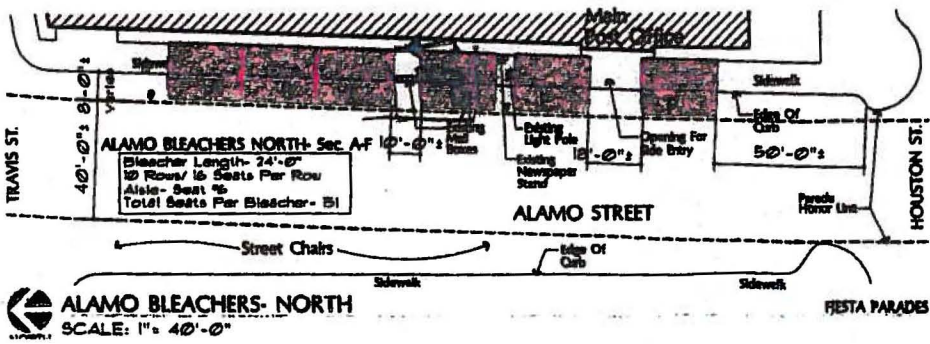 Main
Post Office
Sidewalk
Sidewalk
8'-0"±
Varies
40'-0"±
TRAVIS ST.
HOUSTON ST.
Edge Of
Curb
Existing
Mail
Boxes
Existing
Light Pole
Existing
Newspaper
Stand
Opening For
Side Entry
10'-0"±
18'-0"±
50'-0"±
ALAMO BLEACHERS NORTH- Sec. A-F
Bleacher Length- 24'-0"
10 Rows/ 16 Seats Per Row
Aisle- Seat #6
Total Seats Per Bleacher- 151
ALAMO STREET
Parade
Honor Line
Street Chairs
Edge Of
Curb
Sidewalk
Sidewalk
NORTH
ALAMO BLEACHERS- NORTH
SCALE: 1"= 40'-0"
FIESTA PARADES